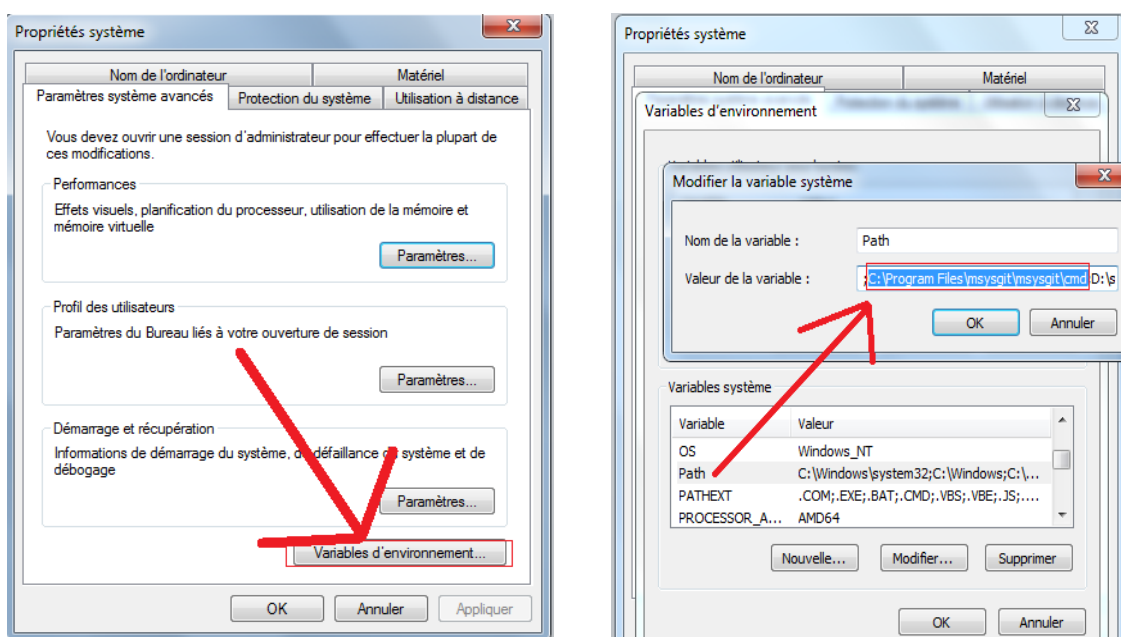 Propriétés système
Nom de l'ordinateur
Matériel
Paramètres système avancés
Protection du système
Utilisation à distance
Vous devez ouvrir une session d'administrateur pour effectuer la plupart de
ces modifications.
Performances
Effets visuels, planification du processeur, utilisation de la mémoire et
mémoire virtuelle
Paramètres...
Profil des utilisateurs
Paramètres du Bureau liés à votre ouverture de session
Paramètres...
Démarrage et récupération
Informations de démarrage du système, de défaillance du système et de
débogage
Paramètres...
Variables d'environnement...
OK
Annuler
Appliquer
Propriétés système
Nom de l'ordinateur
Matériel
Variables d'environnement
Modifier la variable système
Nom de la variable :
Path
Valeur de la variable :
;C:\Program Files\msysgit\msysgit\cmd;D:\s
OK
Annuler
Variables système
Variable
Valeur
OS
Windows_NT
Path
C:\Windows\system32;C:\Windows;C:\...
PATHEXT
.COM;.EXE;.BAT;.CMD;.VBS;.VBE;.JS;....
PROCESSOR_A...
AMD64
Nouvelle...
Modifier...
Supprimer
OK
Annuler